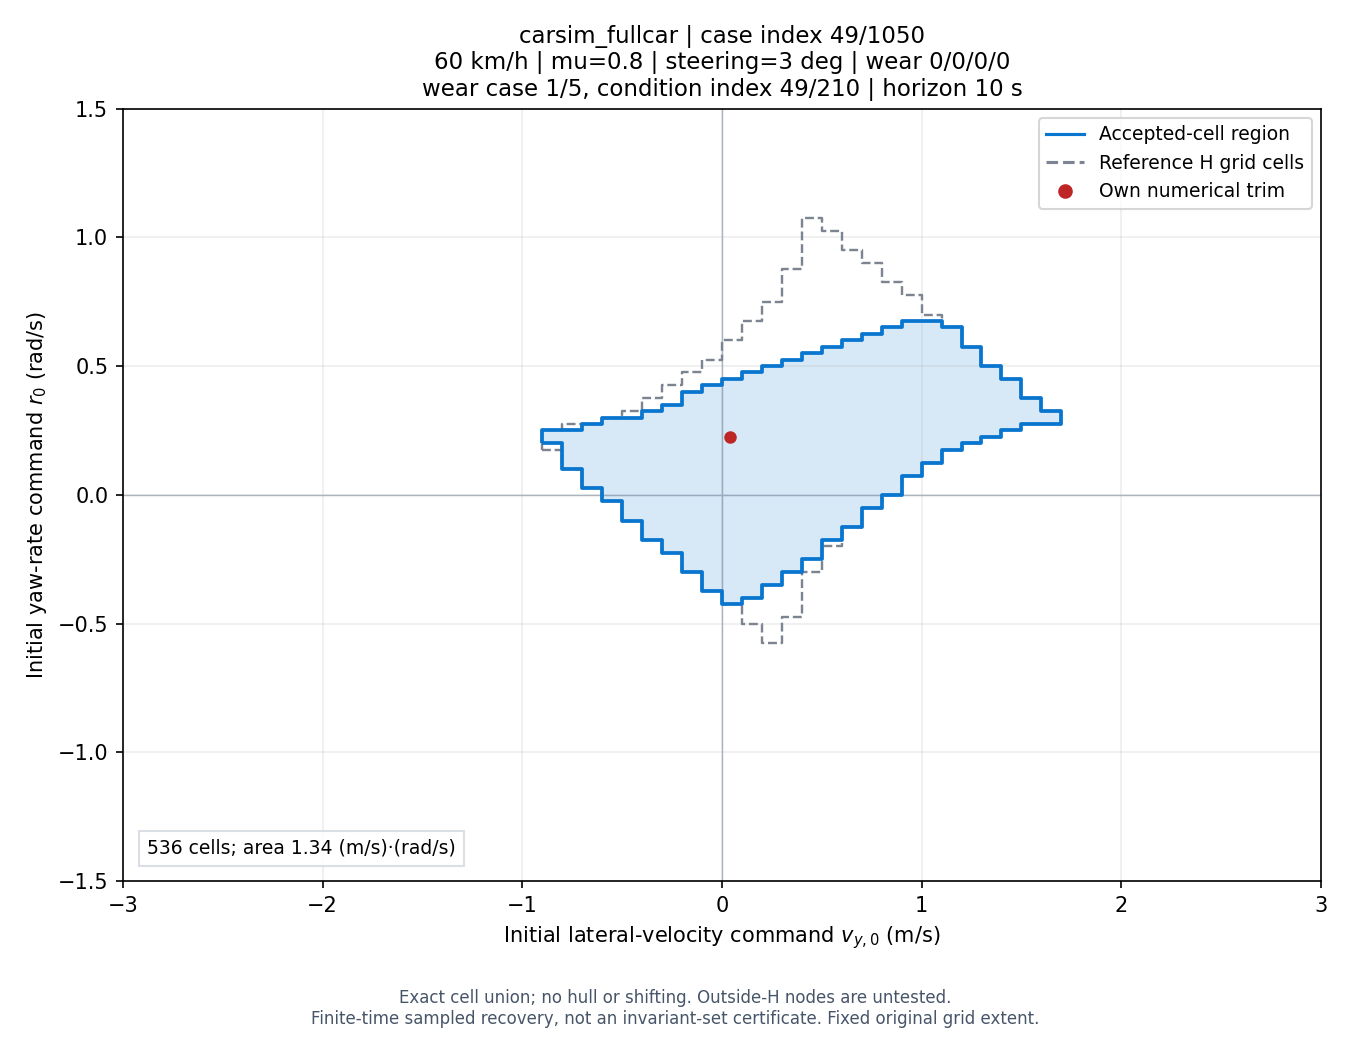 carsim_fullcar | case index 49/1050
60 km/h | mu=0.8 | steering=3 deg | wear 0/0/0/0
wear case 1/5, condition index 49/210 | horizon 10 s
Accepted-cell region
Reference H grid cells
Own numerical trim
Initial yaw-rate command r0 (rad/s)
1.5
1.0
0.5
0.0
−0.5
−1.0
−1.5
536 cells; area 1.34 (m/s)·(rad/s)
−3
−2
−1
0
1
2
3
Initial lateral-velocity command vy,0 (m/s)
Exact cell union; no hull or shifting. Outside-H nodes are untested.
Finite-time sampled recovery, not an invariant-set certificate. Fixed original grid extent.